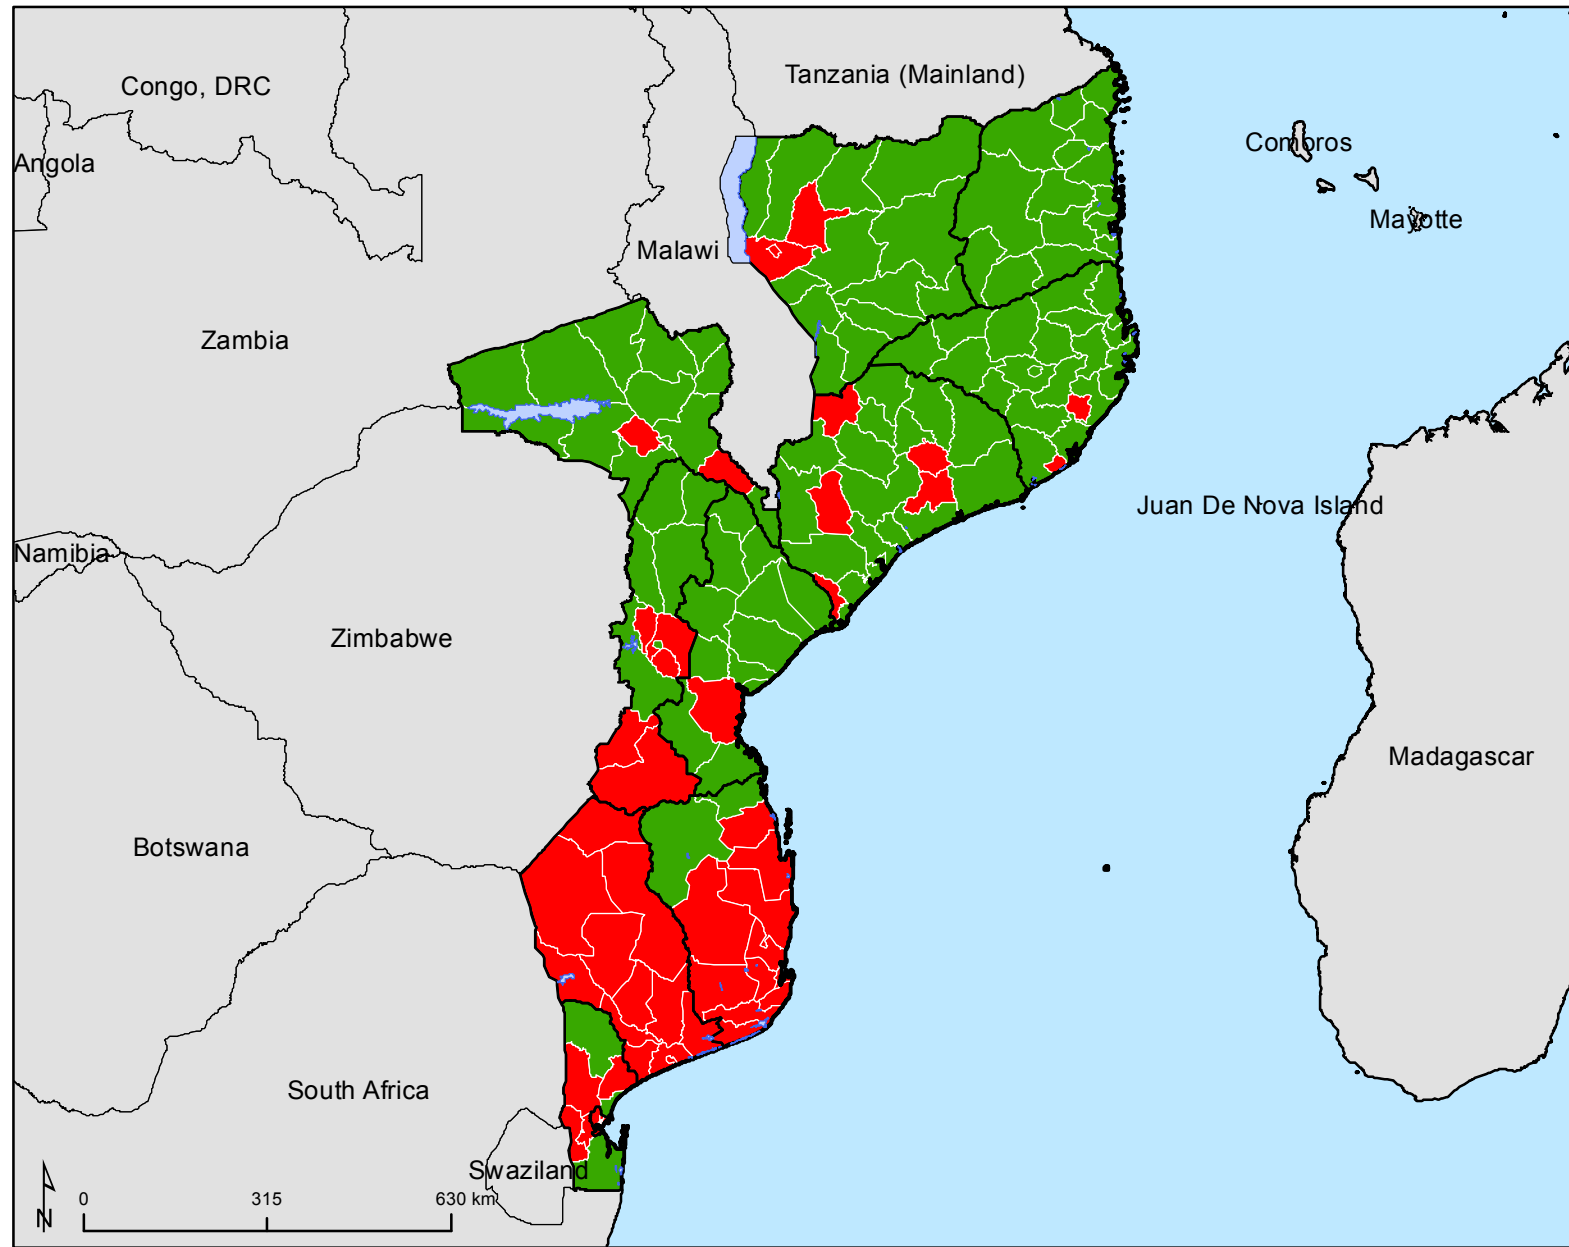 Tanzania (Mainland)
Congo, DRC
Comoros
Angola
Mayotte
Malawi
Zambia
Juan De Nova Island
Namibia
Zimbabwe
Madagascar
Botswana
South Africa
Swaziland
0 315 630 km
N